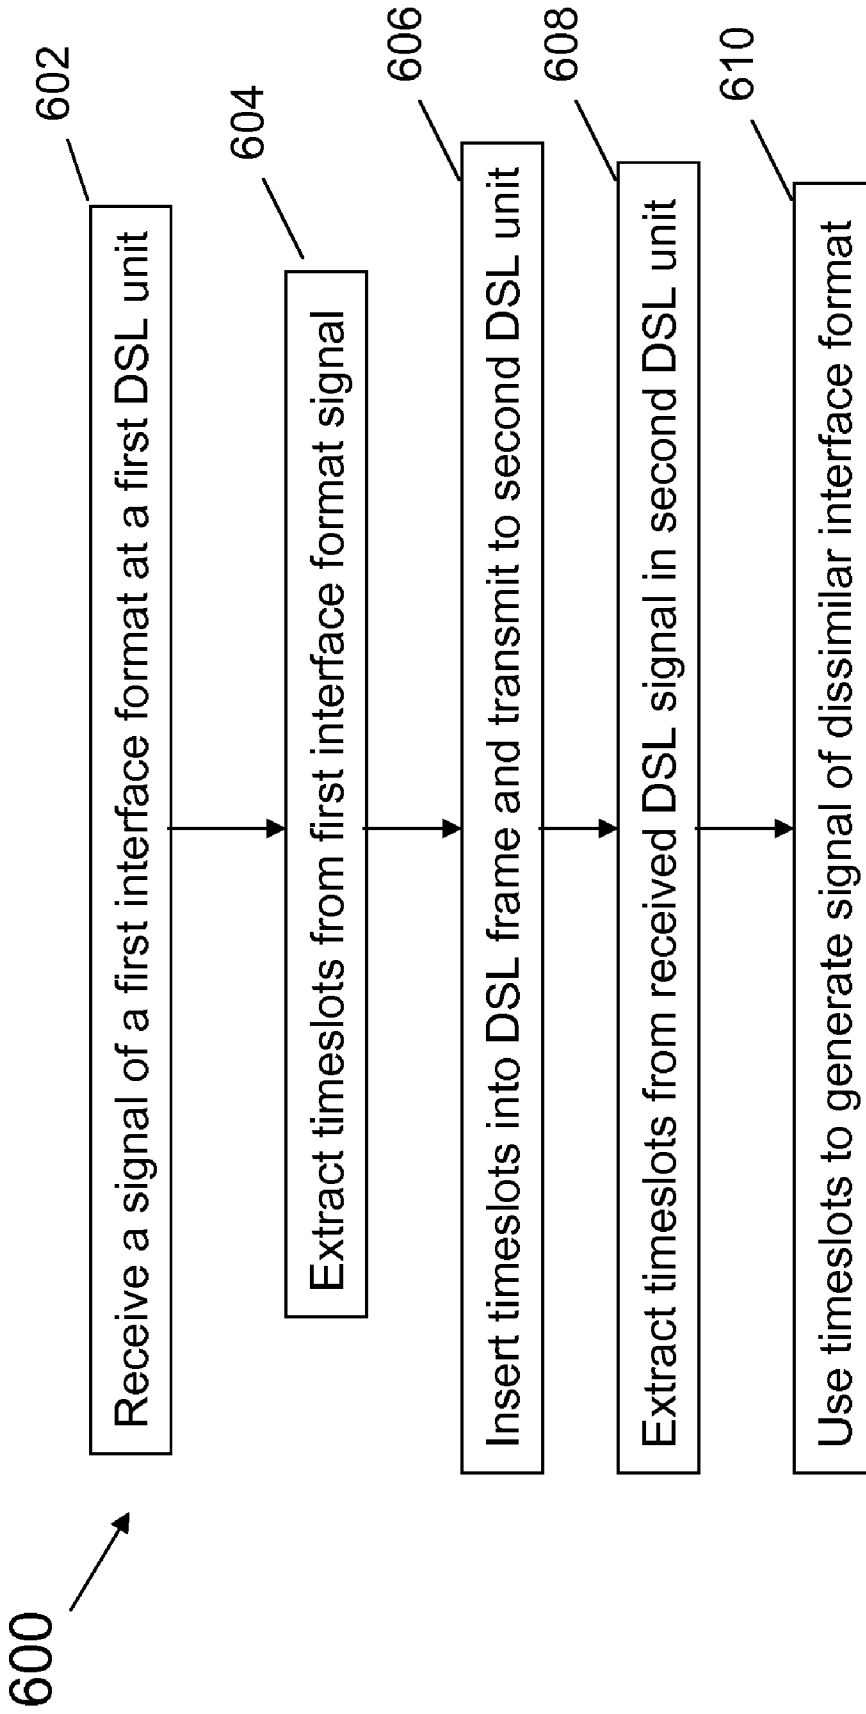 600
602
Receive a signal of a first interface format at a first DSL unit
604
Extract timeslots from first interface format signal
606
Insert timeslots into DSL frame and transmit to second DSL unit
608
Extract timeslots from received DSL signal in second DSL unit
610
Use timeslots to generate signal of dissimilar interface format